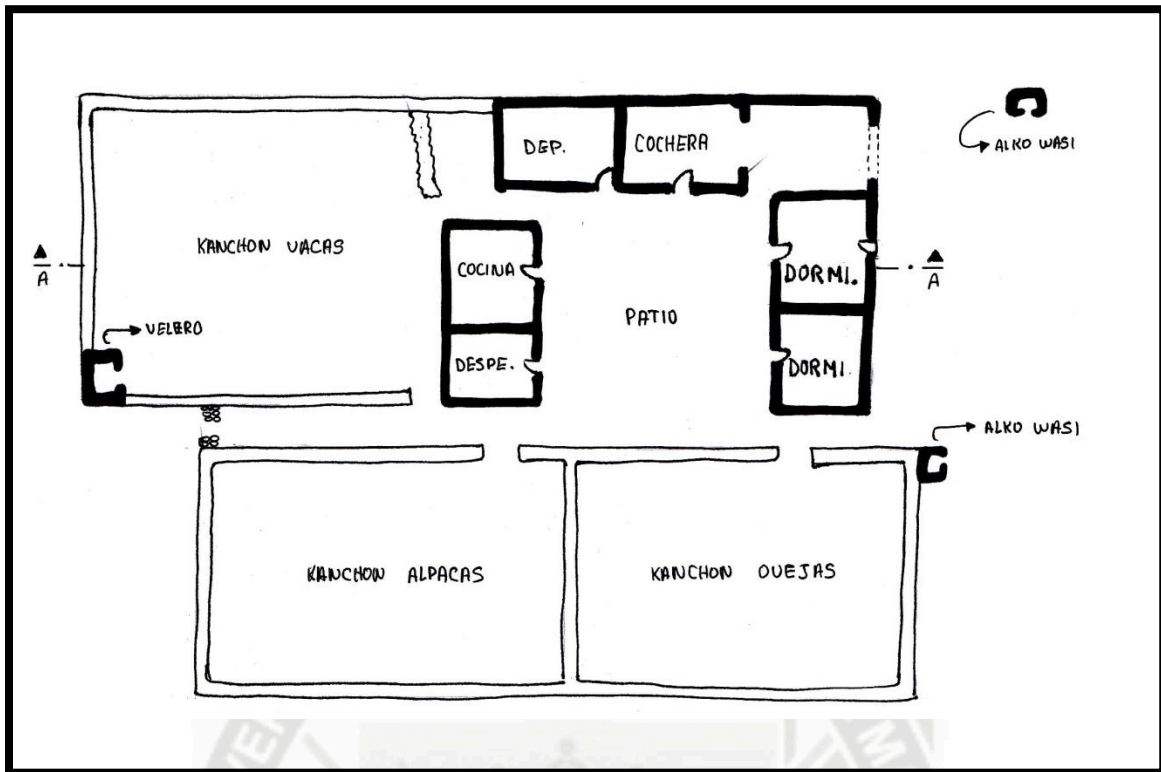 DEP.
COCHERA
ALKO WASI
KANCHON VACAS
A
COCINA
DORMI.
A
PATIO
VELERO
DESPE.
DORMI.
ALKO WASI
KANCHON ALPACAS
KANCHON OVEJAS